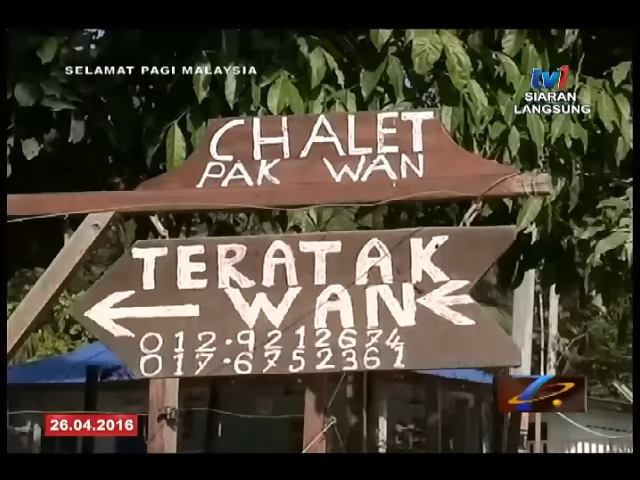 SELAMAT PAGI MALAYSIA
tv1
SIARAN
LANGSUNG
CHALET
PAK WAN
TERATAK
WAN
012·9212674
017·6752361
26.04.2016